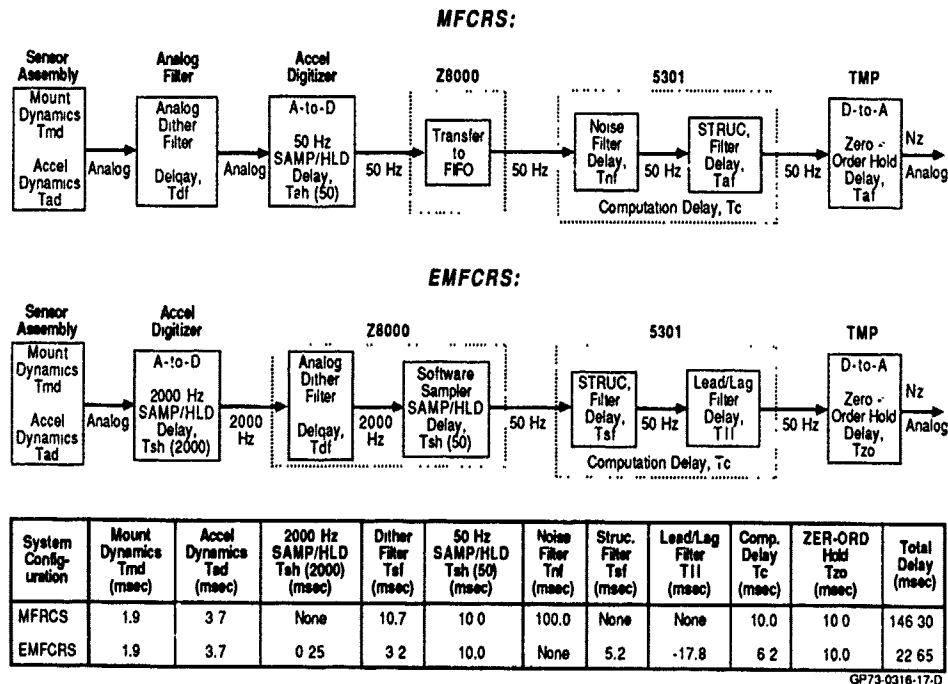 MFCRS:
Sensor
Assembly
Mount
Dynamics
Tmd
Accel
Dynamics
Tad
Analog
Analog
Filter
Analog
Dither
Filter
Delqay,
Tdf
Analog
Accel
Digitizer
A-to-D
50 Hz
SAMP/HLD
Delay,
Tsh (50)
50 Hz
Z8000
Transfer
to
FIFO
50 Hz
5301
Noise
Filter
Delay,
Tnf
50 Hz
STRUC,
Filter
Delay,
Taf
Computation Delay, Tc
50 Hz
TMP
D-to-A
Zero -
Order Hold
Delay,
Taf
Nz
Analog
EMFCRS:
Sensor
Assembly
Mount
Dynamics
Tmd
Accel
Dynamics
Tad
Analog
Accel
Digitizer
A-to-D
2000 Hz
SAMP/HLD
Delay,
Tsh (2000)
2000
Hz
Z8000
Analog
Dither
Filter
Delqay,
Tdf
2000
Hz
Software
Sampler
SAMP/HLD
Delay,
Tsh (50)
50 Hz
5301
STRUC,
Filter
Delay,
Tsf
50 Hz
Lead/Lag
Filter
Delay,
Tll
Computation Delay, Tc
50 Hz
TMP
D-to-A
Zero -
Order Hold
Delay,
Tzo
Nz
Analog
System
Config-
uration
Mount
Dynamics
Tmd
(msec)
Accel
Dynamics
Tad
(msec)
2000 Hz
SAMP/HLD
Tsh (2000)
(msec)
Dither
Filter
Tsf
(msec)
50 Hz
SAMP/HLD
Tsh (50)
(msec)
Noise
Filter
Tnf
(msec)
Struc.
Filter
Tsf
(msec)
Lead/Lag
Filter
Tll
(msec)
Comp.
Delay
Tc
(msec)
ZER-ORD
Hold
Tzo
(msec)
Total
Delay
(msec)
MFRCS 1.9 3 7 None 10.7 10 0 100.0 None None 10.0 10 0 146 30
EMFCRS 1.9 3.7 0 25 3 2 10.0 None 5.2 -17.8 6 2 10.0 22 65
GP73-0316-17-D